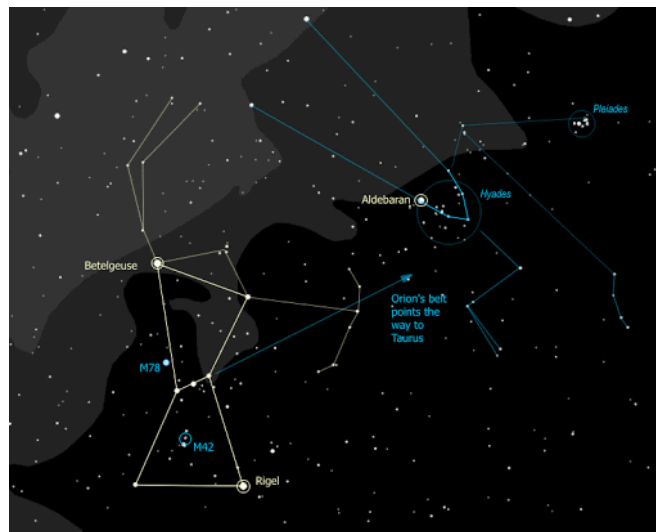 Pleiades
Hyades
Aldebaran
Betelgeuse
Orion's belt
points the
way to
Taurus
M78
M42
Rigel